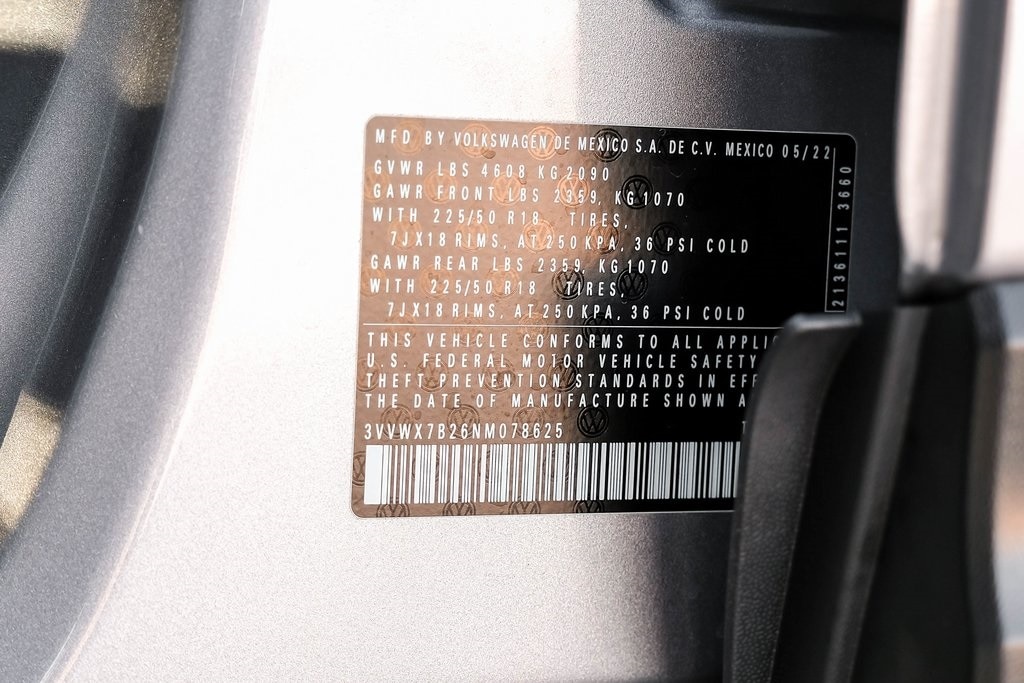 MFD BY VOLKSWAGEN DE MEXICO S.A. DE C.V. MEXICO 05/22
GVWR LBS 4608 KG 2090
GAWR FRONT LBS 2359, KG 1070
WITH 225/50 R18 TIRES,
7JX18 RIMS, AT 250 KPA, 36 PSI COLD
GAWR REAR LBS 2359, KG 1070
WITH 225/50 R18 TIRES,
7JX18 RIMS, AT 250 KPA, 36 PSI COLD
THIS VEHICLE CONFORMS TO ALL
U.S. FEDERAL MOTOR VEHICLE SAFETY
THEFT PREVENTION STANDARDS IN
THE DATE OF MANUFACTURE SHOWN
3VVWX7B26NM078625
21361111 3660